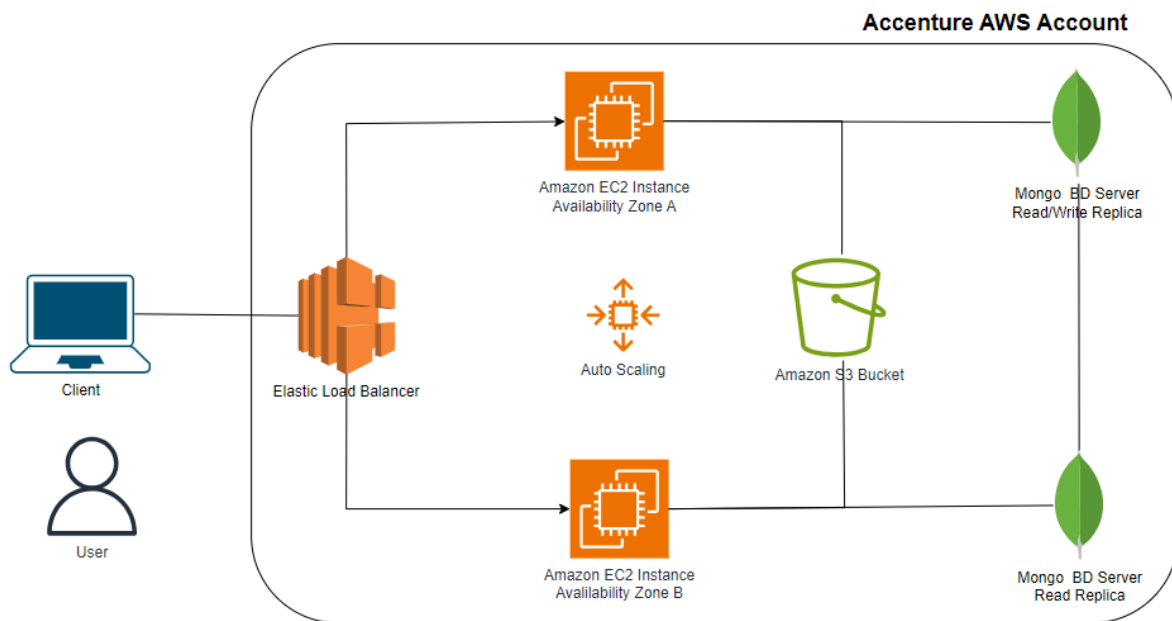 Accenture AWS Account
Amazon EC2 Instance
Availability Zone A
Mongo BD Server
Read/Write Replica
Client
Elastic Load Balancer
Auto Scaling
Amazon S3 Bucket
User
Amazon EC2 Instance
Availilability Zone B
Mongo BD Server
Read Replica